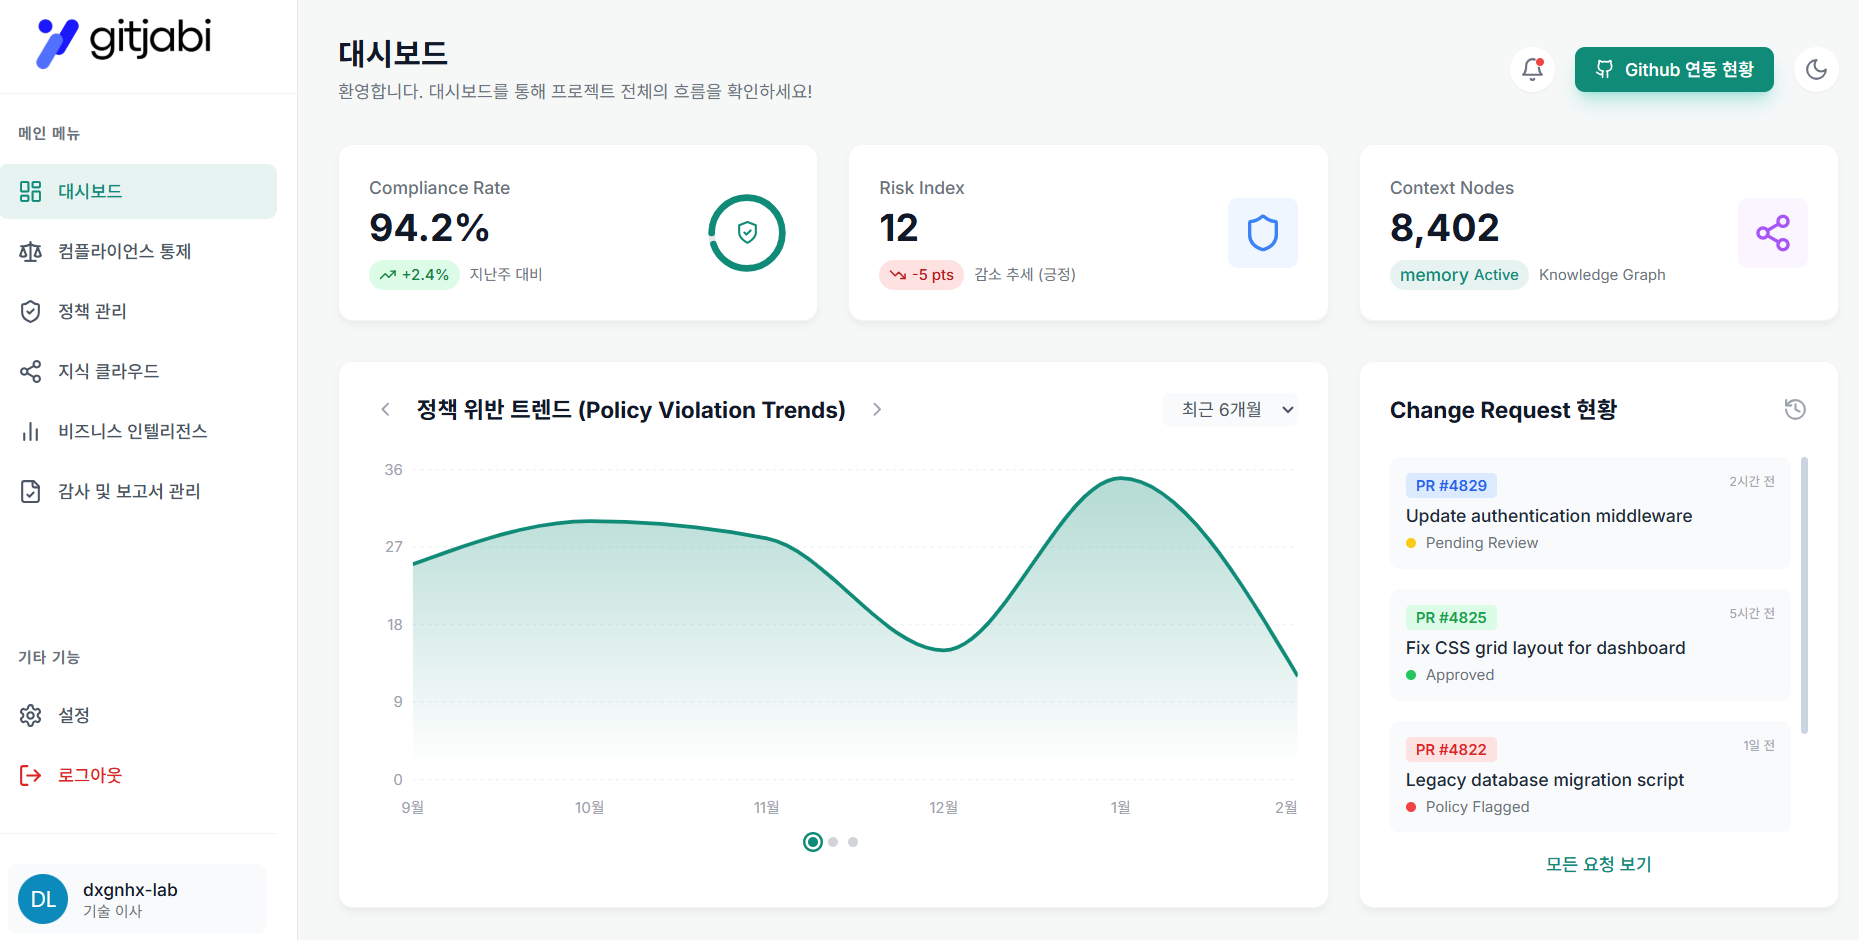 gitjabi
메인 메뉴
대시보드
컴플라이언스 통제
정책 관리
지식 클라우드
비즈니스 인텔리전스
감사 및 보고서 관리
기타 기능
설정
로그아웃
DL
dxgnhx-lab
기술 이사
대시보드
환영합니다. 대시보드를 통해 프로젝트 전체의 흐름을 확인하세요!
Github 연동 현황
Compliance Rate
94.2%
+2.4% 지난주 대비
Risk Index
12
-5 pts 감소 추세 (긍정)
Context Nodes
8,402
memory Active Knowledge Graph
정책 위반 트렌드 (Policy Violation Trends)
최근 6개월
36
27
18
9
0
9월 10월 11월 12월 1월 2월
Change Request 현황
PR #4829 2시간 전
Update authentication middleware
Pending Review
PR #4825 5시간 전
Fix CSS grid layout for dashboard
Approved
PR #4822 1일 전
Legacy database migration script
Policy Flagged
모든 요청 보기